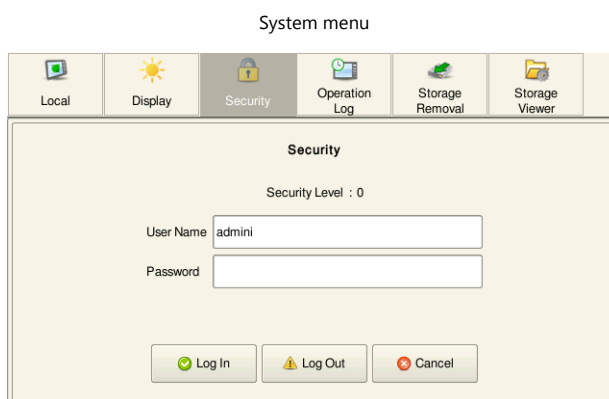 System menu
Local
Display
Security
Operation
Log
Storage
Removal
Storage
Viewer
Security
Security Level : 0
User Name
admini
Password
Log In
Log Out
Cancel